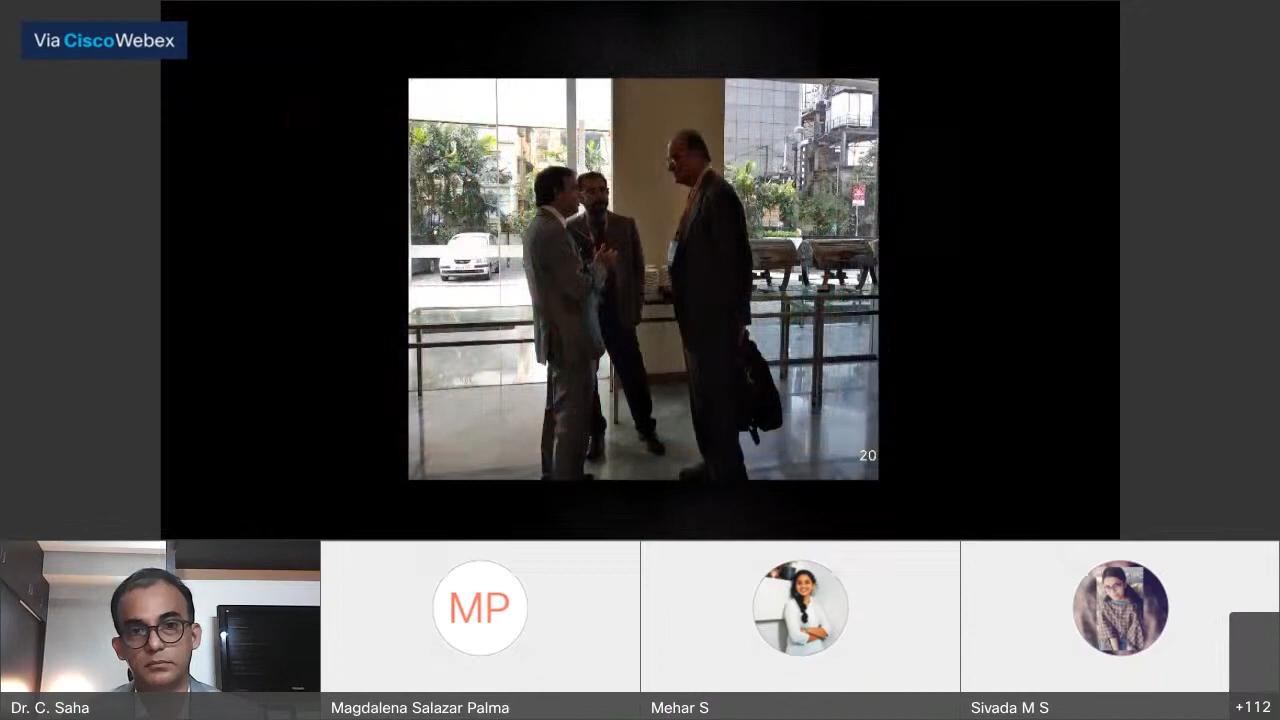 Via CiscoWebex
20
MP
Dr. C. Saha
Magdalena Salazar Palma
Mehar S
Sivada M S
+112